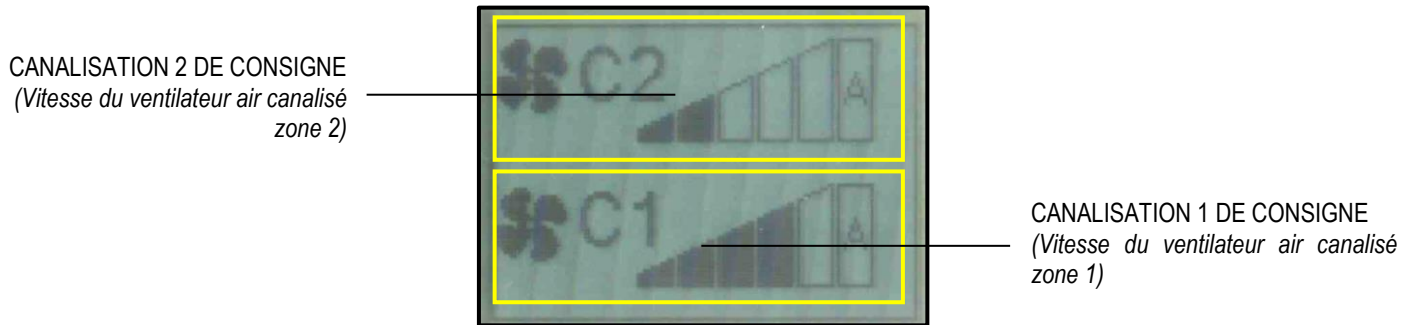 CANALISATION 2 DE CONSIGNE
(Vitesse du ventilateur air canalisé
zone 2)
C2
A
C1
A
CANALISATION 1 DE CONSIGNE
(Vitesse du ventilateur air canalisé
zone 1)